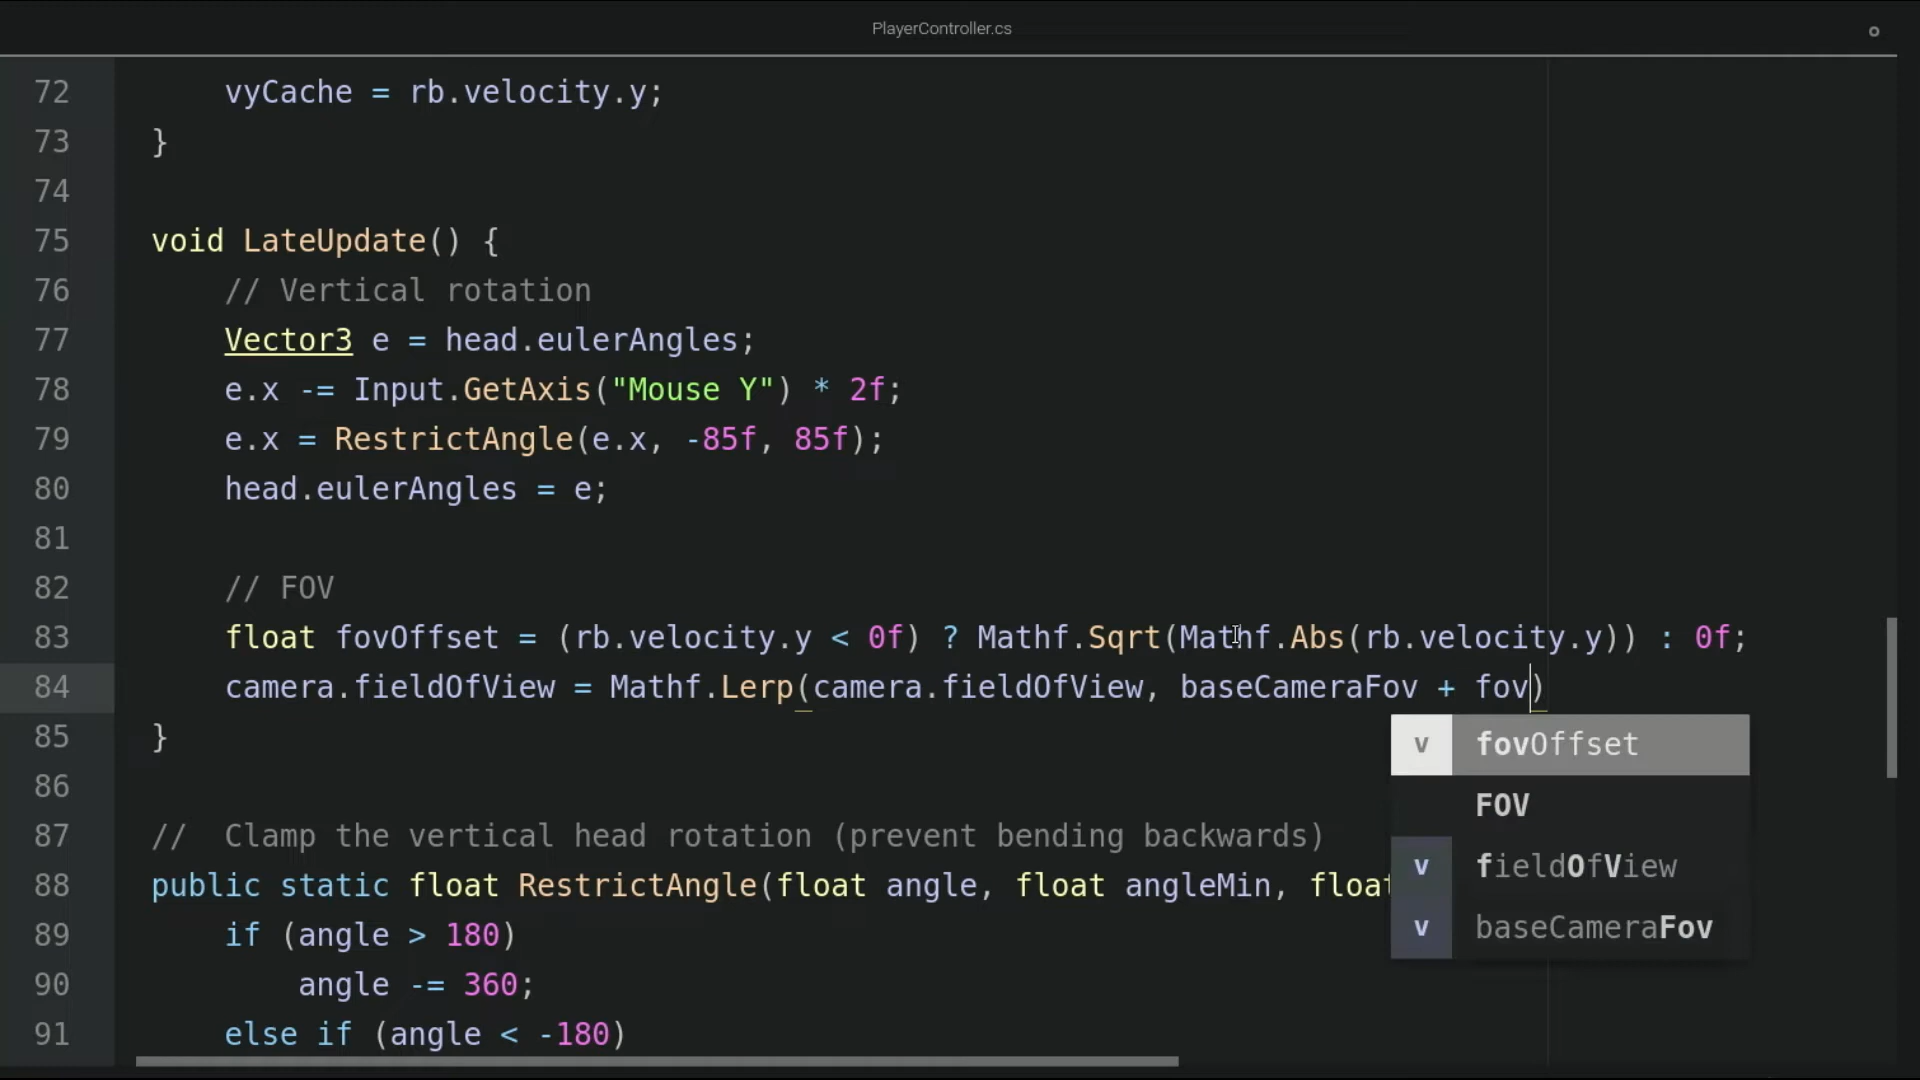 PlayerController.cs
72 vyCache = rb.velocity.y;
73 }
74
75 void LateUpdate() {
76 // Vertical rotation
77 Vector3 e = head.eulerAngles;
78 e.x -= Input.GetAxis("Mouse Y") * 2f;
79 e.x = RestrictAngle(e.x, -85f, 85f);
80 head.eulerAngles = e;
81
82 // FOV
83 float fovOffset = (rb.velocity.y < 0f) ? Mathf.Sqrt(Mathf.Abs(rb.velocity.y)) : 0f;
84 camera.fieldOfView = Mathf.Lerp(camera.fieldOfView, baseCameraFov + fov)
v fovOffset
85 }
FOV
86
v fieldOfView
87 // Clamp the vertical head rotation (prevent bending backwards)
88 public static float RestrictAngle(float angle, float angleMin, float
v baseCameraFov
89 if (angle > 180)
90 angle -= 360;
91 else if (angle < -180)